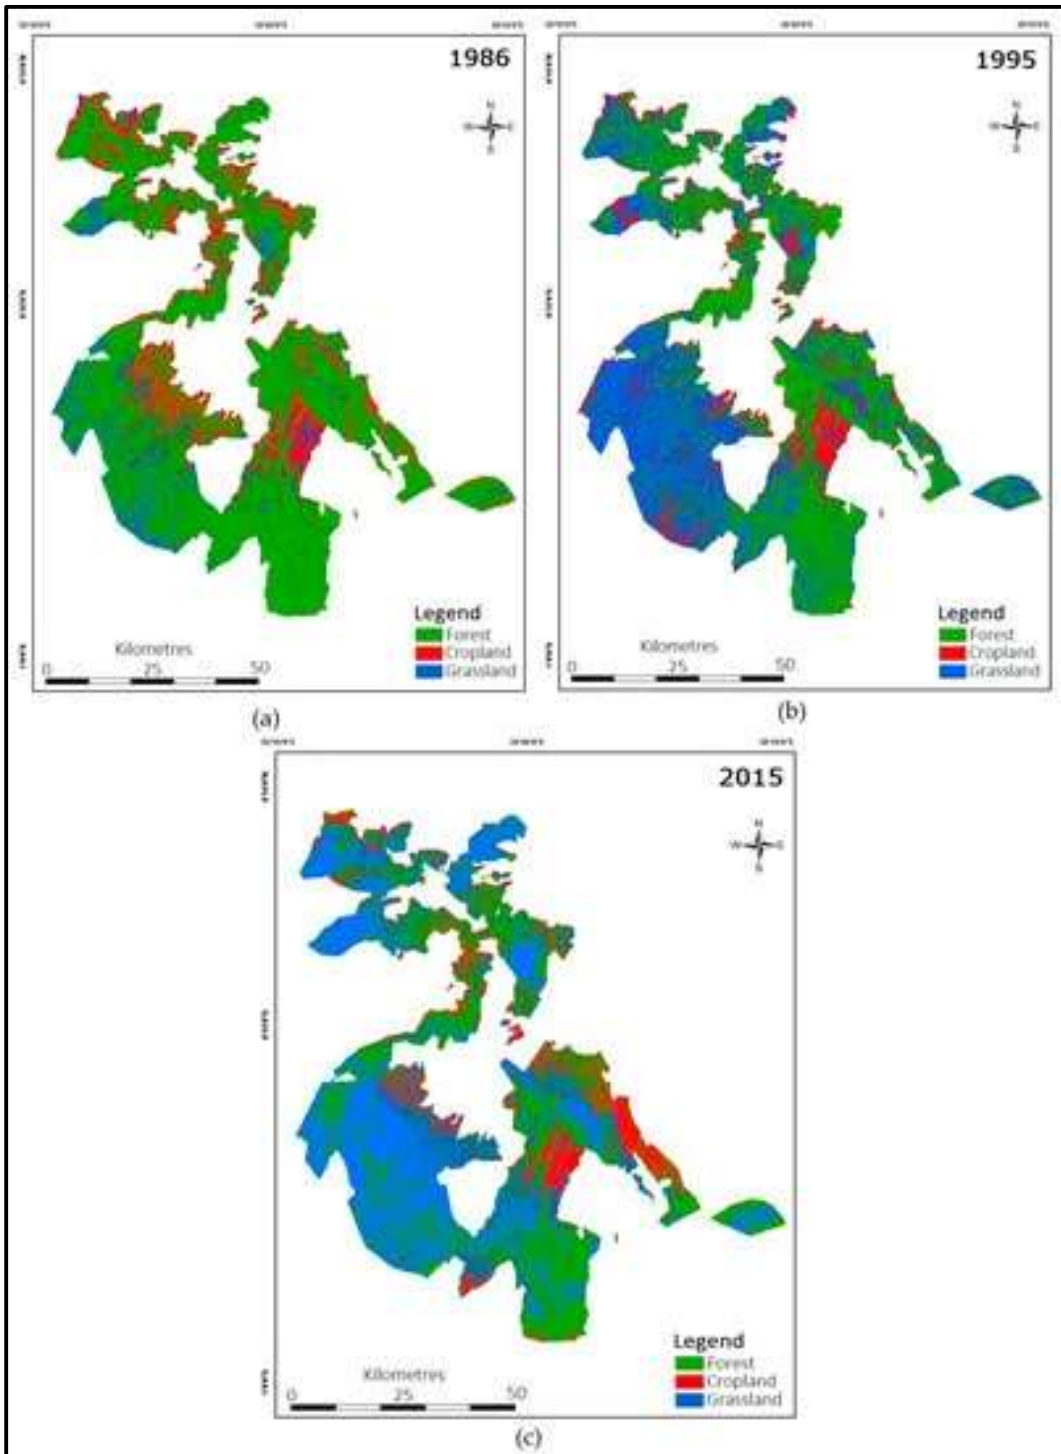 1986
N
W E
S
Legend
Forest
Cropland
Grassland
Kilometres
0 25 50
(a)
1995
N
W E
S
Legend
Forest
Cropland
Grassland
Kilometres
0 25 50
(b)
2015
N
W E
S
Legend
Forest
Cropland
Grassland
Kilometres
0 25 50
(c)